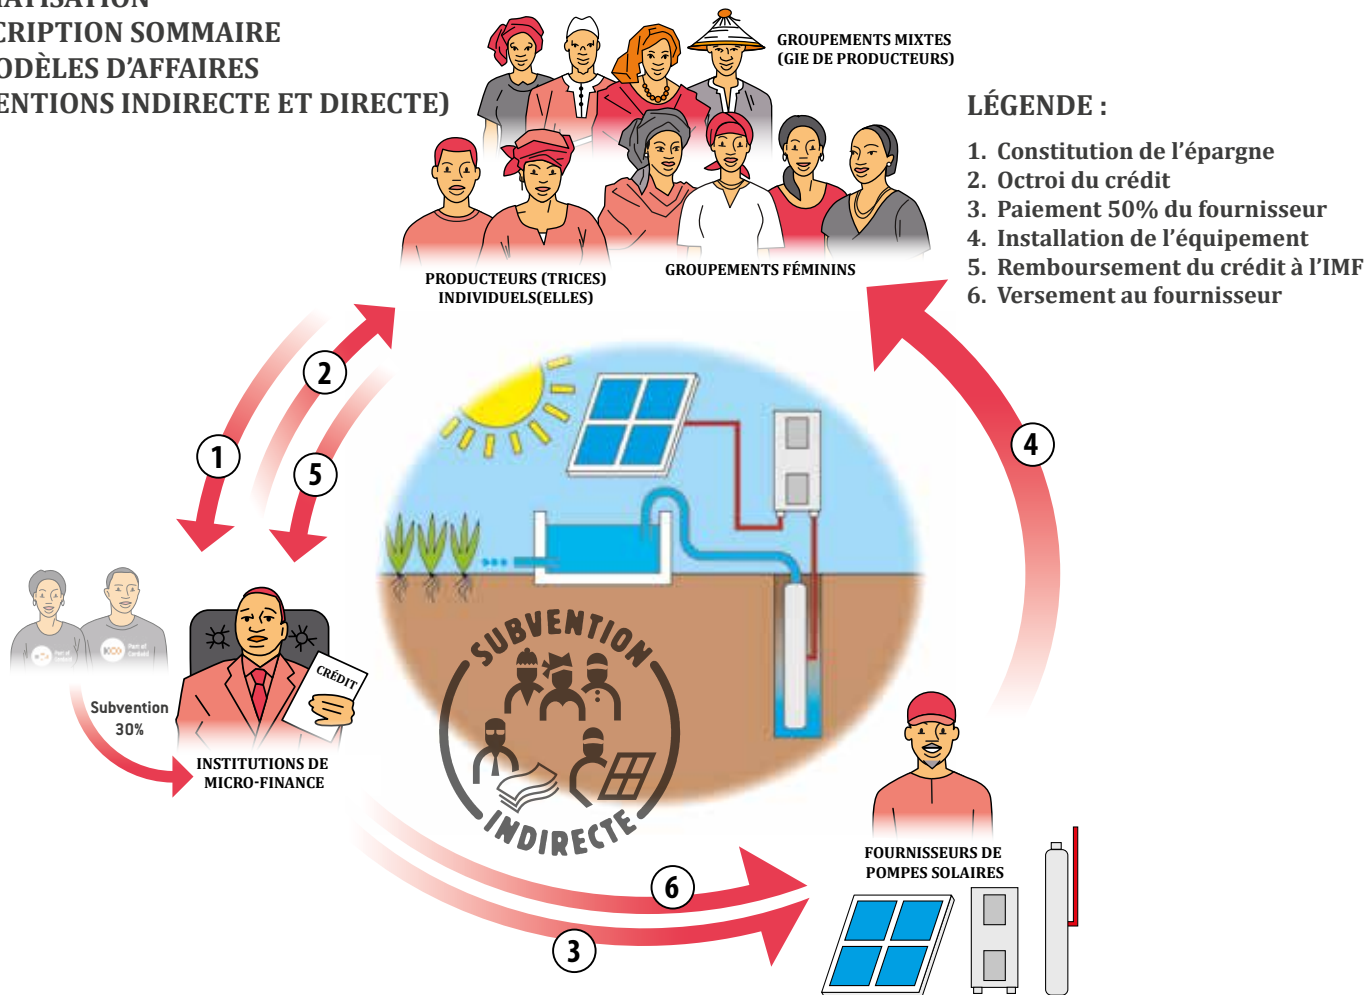 CRIPTION SOMMAIRE
ODÈLES D'AFFAIRES
ENTIONS INDIRECTE ET DIRECTE)
GROUPEMENTS MIXTES
(GIE DE PRODUCTEURS)
LÉGENDE :
1. Constitution de l'épargne
2. Octroi du crédit
3. Paiement 50% du fournisseur
4. Installation de l'équipement
5. Remboursement du crédit à l'IMF
6. Versement au fournisseur
PRODUCTEURS (TRICES)
INDIVIDUELS(ELLES)
GROUPEMENTS FÉMININS
2
1
5
4
SUBVENTION
INDIRECTE
CRÉDIT
Subvention
30%
INSTITUTIONS DE
MICRO-FINANCE
6
3
FOURNISSEURS DE
POMPES SOLAIRES